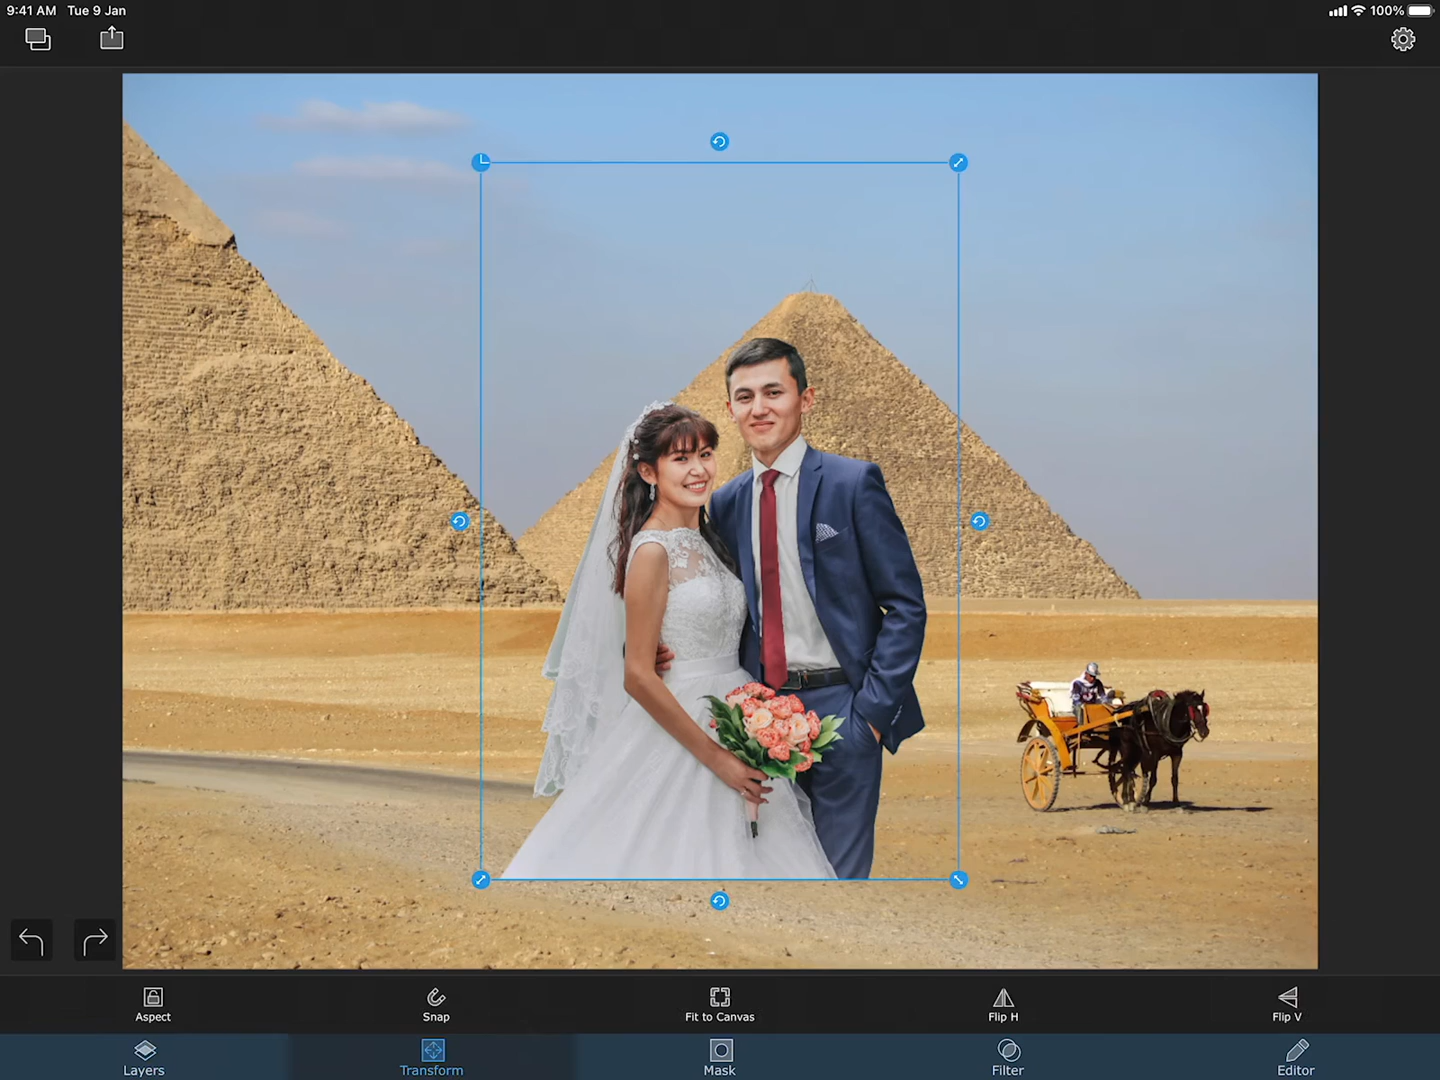 9:41 AM Tue 9 Jan
100%
Aspect
Snap
Fit to Canvas
Flip H
Flip V
Layers
Transform
Mask
Filter
Editor